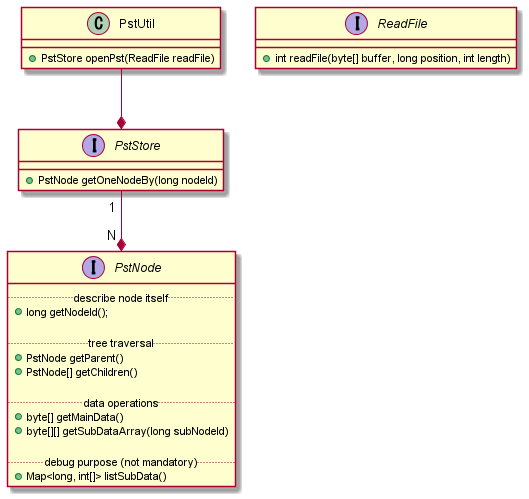 C PstUtil
PstStore openPst(ReadFile readFile)
I ReadFile
int readFile(byte[] buffer, long position, int length)
I PstStore
PstNode getOneNodeBy(long nodeId)
1
N
I PstNode
describe node itself
long getNodeId();
tree traversal
PstNode getParent()
PstNode[] getChildren()
data operations
byte[] getMainData()
byte[][] getSubDataArray(long subNodeId)
debug purpose (not mandatory)
Map<long, int[]> listSubData()